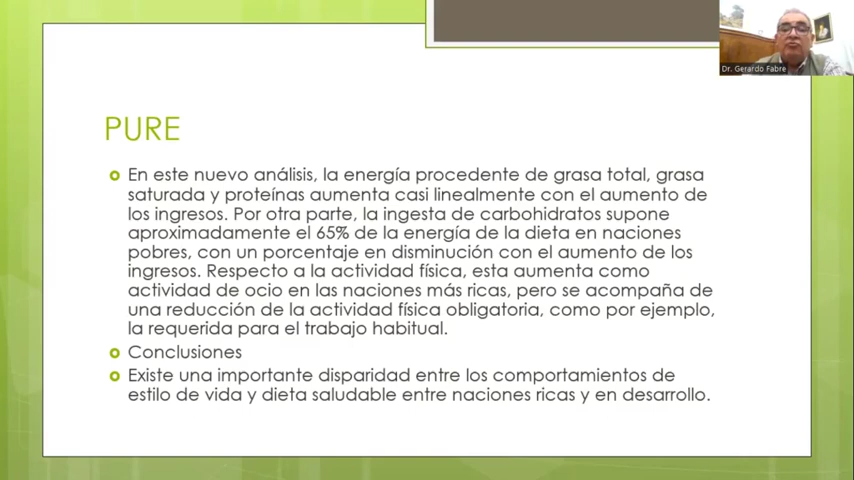 Dr. Gerardo Fabre
PURE
En este nuevo análisis, la energía procedente de grasa total, grasa
saturada y proteínas aumenta casi linealmente con el aumento de
los ingresos. Por otra parte, la ingesta de carbohidratos supone
aproximadamente el 65% de la energía de la dieta en naciones
pobres, con un porcentaje en disminución con el aumento de los
ingresos. Respecto a la actividad física, esta aumenta como
actividad de ocio en las naciones más ricas, pero se acompaña de
una reducción de la actividad física obligatoria, como por ejemplo,
la requerida para el trabajo habitual.
Conclusiones
Existe una importante disparidad entre los comportamientos de
estilo de vida y dieta saludable entre naciones ricas y en desarrollo.